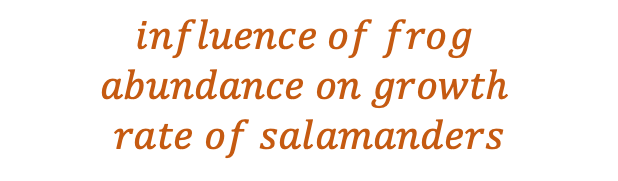 influence of frog
abundance on growth
rate of salamanders